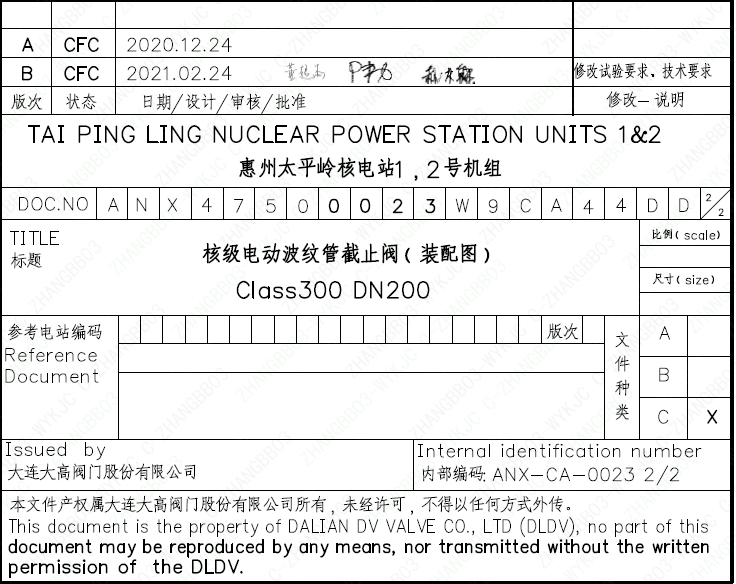 A CFC 2020.12.24
B CFC 2021.02.24 修改试验要求、技术要求
版次 状态 日期/设计/审核/批准 修改-说明
TAI PING LING NUCLEAR POWER STATION UNITS 1&2
惠州太平岭核电站1,2号机组
DOC.NO A N X 4 7 5 0 0 0 2 3 W 9 C A 4 4 D D 2/2
TITLE
标题
核级电动波纹管截止阀(装配图)
Class300 DN200
比例(scale)
尺寸(size)
参考电站编码
Reference
Document
版次
文件种类
A
B
C X
Issued by
大连大高阀门股份有限公司
Internal identification number
内部编码: ANX-CA-0023 2/2
本文件产权属大连大高阀门股份有限公司所有,未经许可,不得以任何方式外传。
This document is the property of DALIAN DV VALVE CO., LTD (DLDV), no part of this
document may be reproduced by any means, nor transmitted without the written
permission of the DLDV.